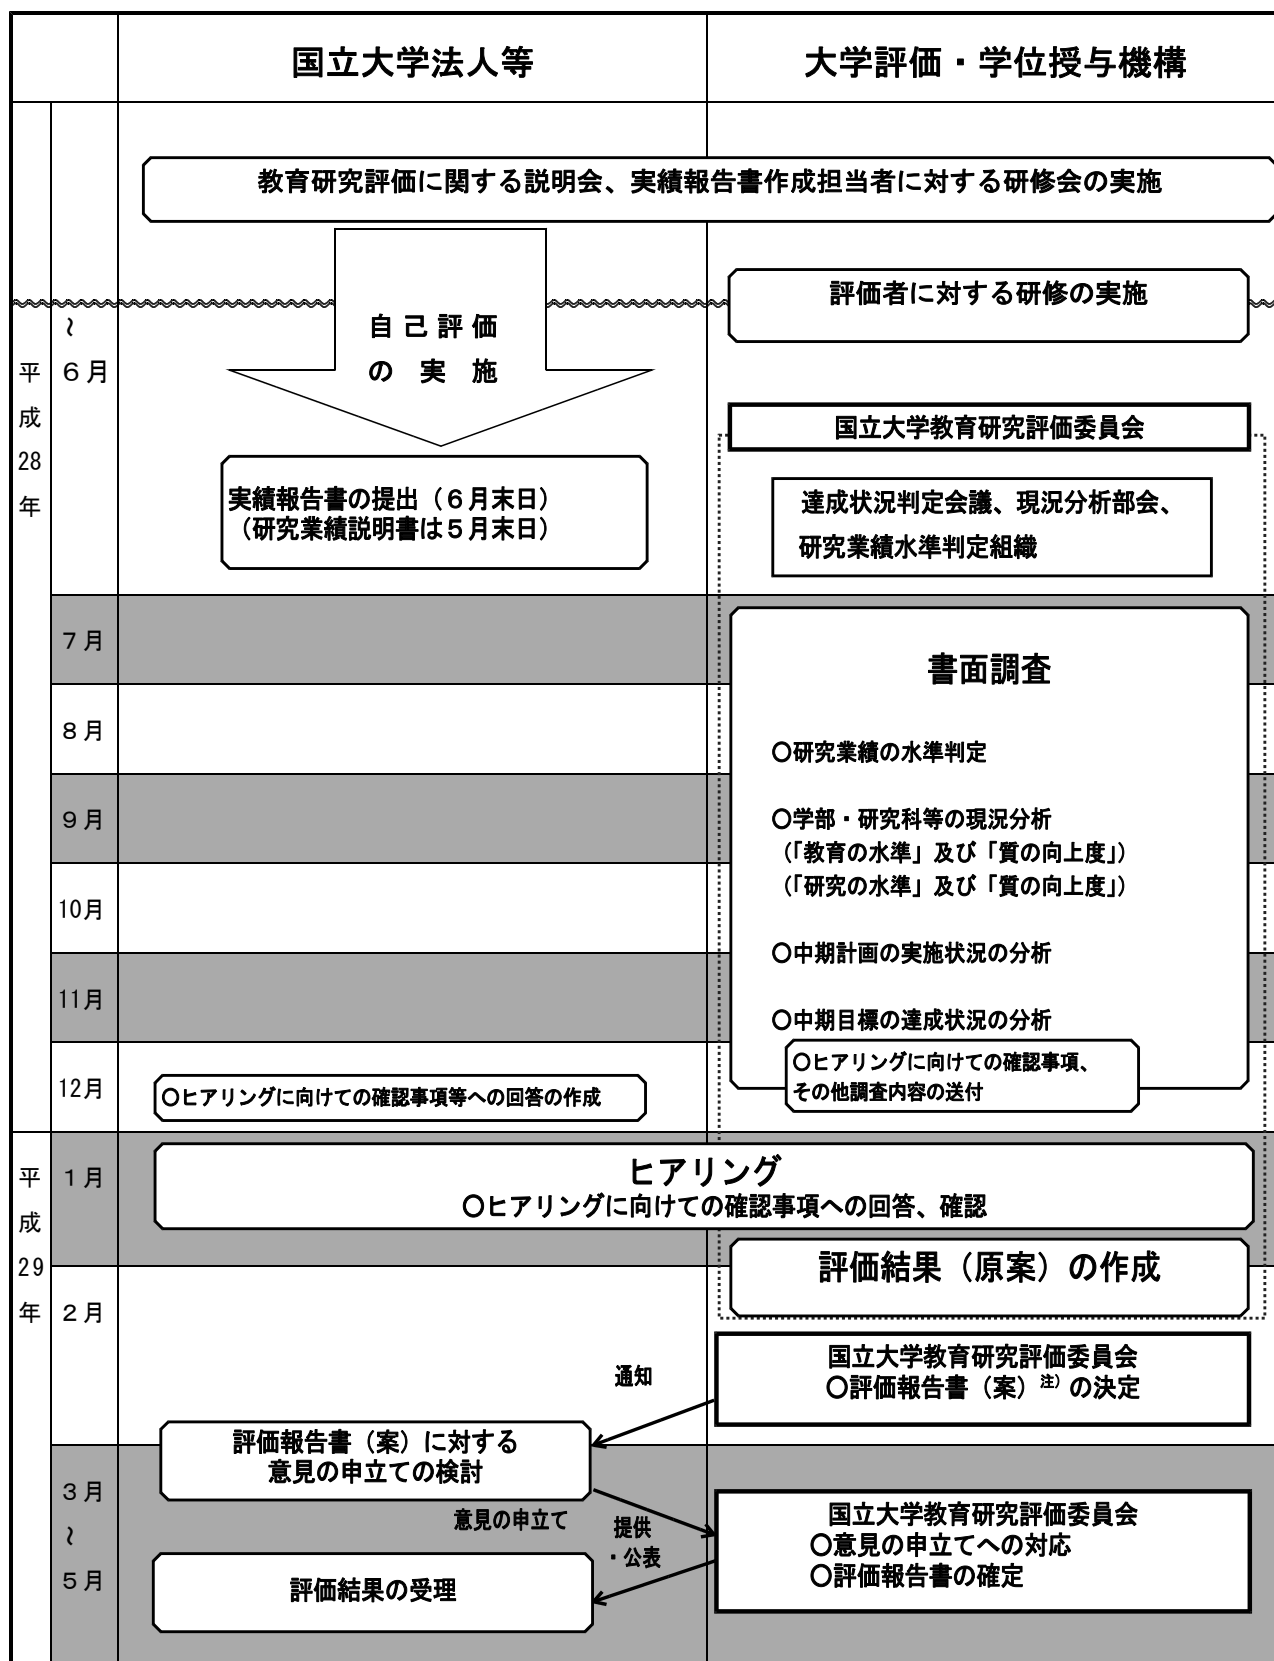 国立大学法人等
大学評価・学位授与機構
教育研究評価に関する説明会、実績報告書作成担当者に対する研修会の実施
評価者に対する研修の実施
平成28年
～
６月
自己評価
の実施
国立大学教育研究評価委員会
実績報告書の提出（６月末日）
（研究業績説明書は５月末日）
達成状況判定会議、現況分析部会、
研究業績水準判定組織
７月
書面調査
８月
〇研究業績の水準判定
９月
〇学部・研究科等の現況分析
（「教育の水準」及び「質の向上度」）
（「研究の水準」及び「質の向上度」）
10月
〇中期計画の実施状況の分析
11月
〇中期目標の達成状況の分析
〇ヒアリングに向けての確認事項、
その他調査内容の送付
12月
〇ヒアリングに向けての確認事項等への回答の作成
平成29年
１月
ヒアリング
〇ヒアリングに向けての確認事項への回答、確認
評価結果（原案）の作成
２月
国立大学教育研究評価委員会
〇評価報告書（案）注）の決定
通知
評価報告書（案）に対する
意見の申立ての検討
３月
～
５月
意見の申立て
提供
・公表
国立大学教育研究評価委員会
〇意見の申立てへの対応
〇評価報告書の確定
評価結果の受理